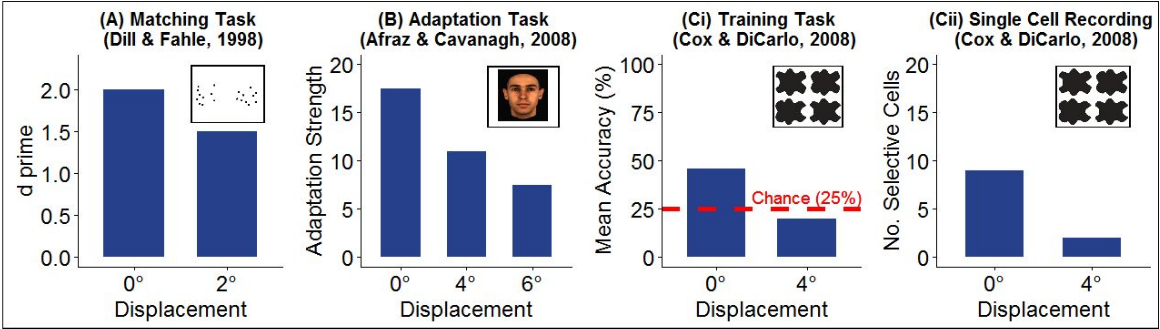 (A) Matching Task
(Dill & Fahle, 1998)
d prime
2.0
1.5
1.0
0.5
0.0
0°
2°
Displacement
(B) Adaptation Task
(Afraz & Cavanagh, 2008)
Adaptation Strength
20
15
10
5
0
0°
4°
6°
Displacement
(Ci) Training Task
(Cox & DiCarlo, 2008)
Mean Accuracy (%)
100
75
50
25
0
Chance (25%)
0°
4°
Displacement
(Cii) Single Cell Recording
(Cox & DiCarlo, 2008)
No. Selective Cells
20
15
10
5
0
0°
4°
Displacement